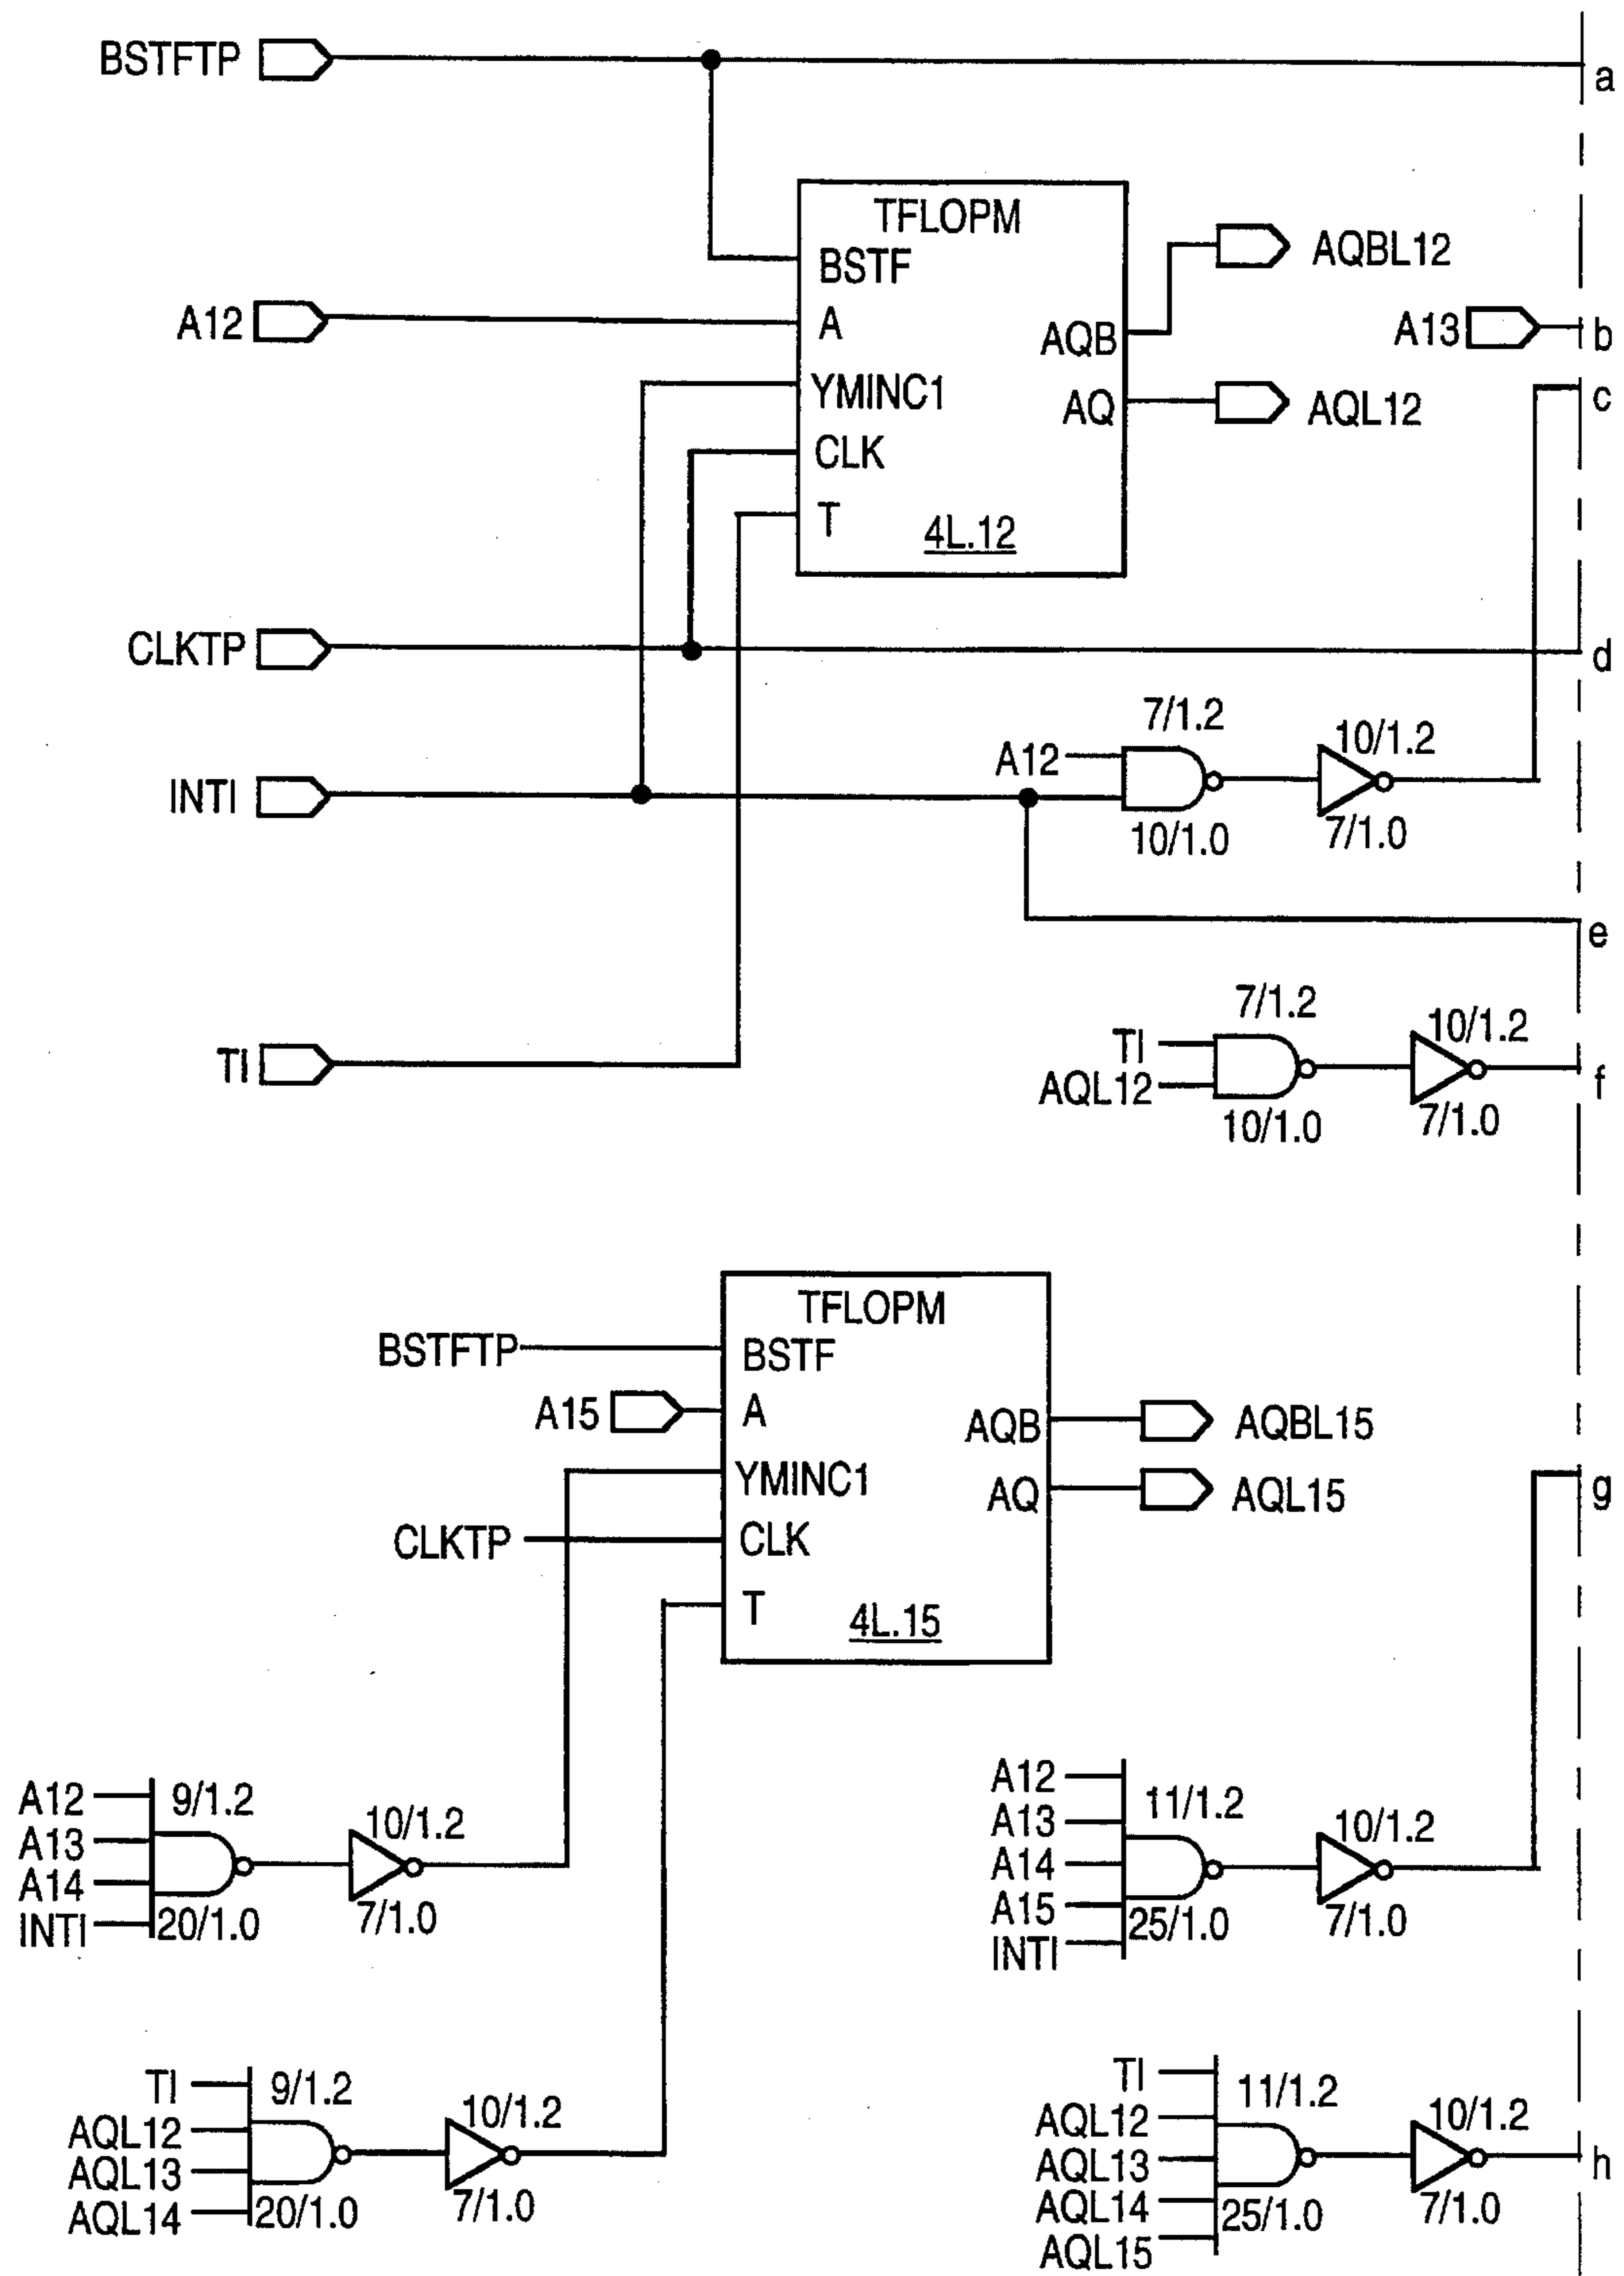 BSTFTP
a
TFLOPM
BSTF
AQBL12
A12
A
AQB
A13
b
YMINC1
AQ
AQL12
c
CLK
T
4L.12
CLKTP
d
7/1.2
10/1.2
A12
INTI
10/1.0
7/1.0
e
7/1.2
10/1.2
TI
TI
AQL12
f
10/1.0
7/1.0
TFLOPM
BSTFTP
BSTF
A15
A
AQB
AQBL15
YMINC1
AQ
AQL15
g
CLKTP
CLK
T
4L.15
A12
9/1.2
A13
10/1.2
A14
INTI
20/1.0
7/1.0
A12
11/1.2
A13
10/1.2
A14
A15
INTI
25/1.0
7/1.0
TI
9/1.2
AQL12
10/1.2
AQL13
AQL14
20/1.0
7/1.0
TI
11/1.2
AQL12
10/1.2
AQL13
h
AQL14
25/1.0
7/1.0
AQL15